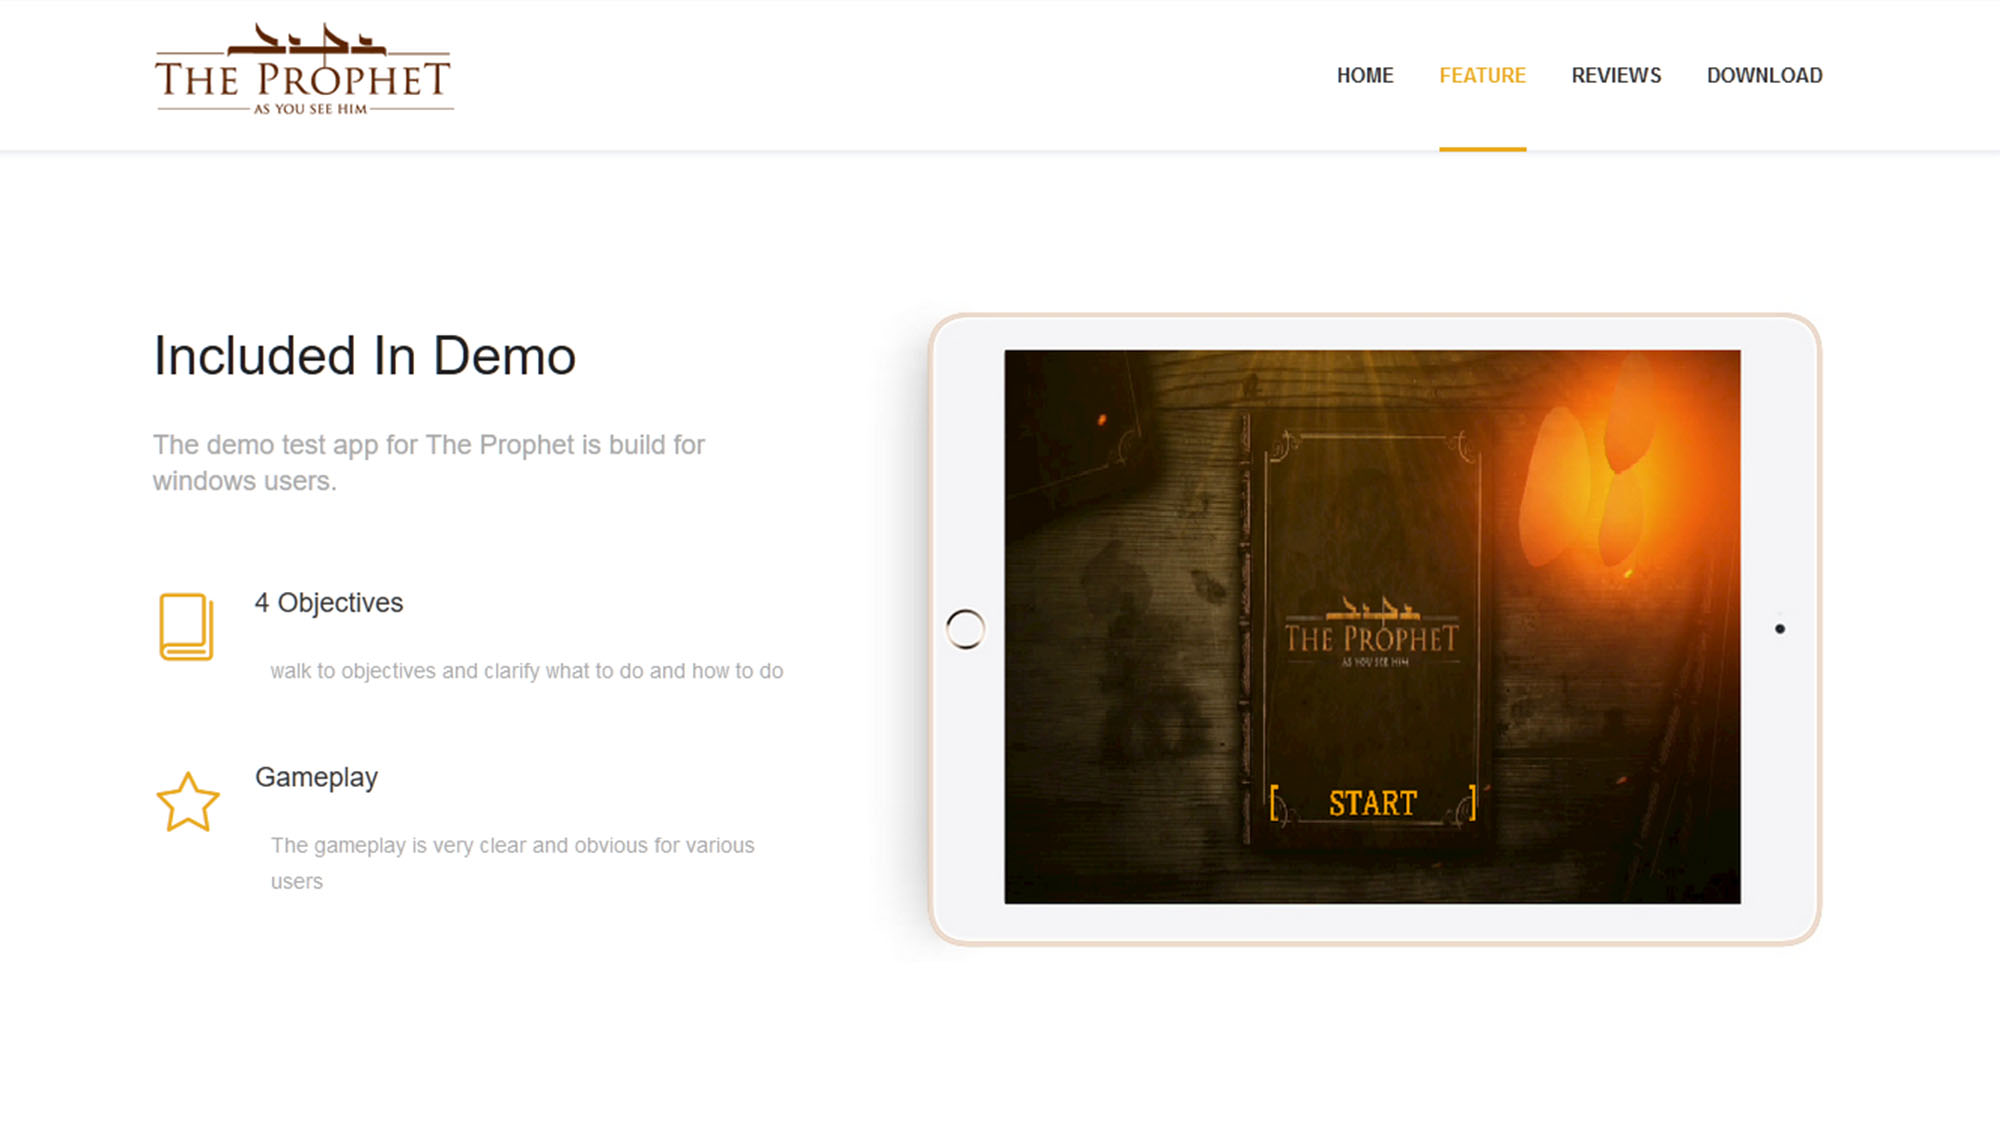 THE PROPHET
AS YOU SEE HIM
HOME FEATURE REVIEWS DOWNLOAD
Included In Demo
The demo test app for The Prophet is build for
windows users.
4 Objectives
walk to objectives and clarify what to do and how to do
Gameplay
The gameplay is very clear and obvious for various
users
THE PROPHET
AS YOU SEE HIM
[ START ]